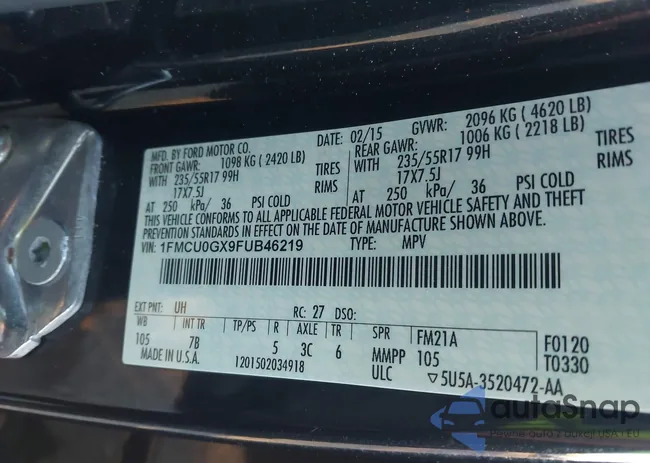 MFD. BY FORD MOTOR CO.
DATE: 02/15 GVWR: 2096 KG ( 4620 LB)
FRONT GAWR: 1098 KG ( 2420 LB) REAR GAWR: 1006 KG ( 2218 LB)
WITH 235/55R17 99H TIRES WITH 235/55R17 99H TIRES
17X7.5J RIMS 17X7.5J RIMS
AT 250 kPa/ 36 PSI COLD AT 250 kPa/ 36 PSI COLD
THIS VEHICLE CONFORMS TO ALL APPLICABLE FEDERAL MOTOR VEHICLE SAFETY AND THEFT
PREVENTION STANDARDS IN EFFECT ON THE DATE OF MANUFACTURE SHOWN ABOVE.
VIN: 1FMCU0GX9FUB46219 TYPE: MPV
EXT PNT: UH RC: 27 DSO:
WB INT TR TP/PS R AXLE TR SPR FM21A F0120
105 7B 5 3C 6 MMPP 105 T0330
MADE IN U.S.A. 1201502034918 ULC ▽5U5A-3520472-AA
autoSnap